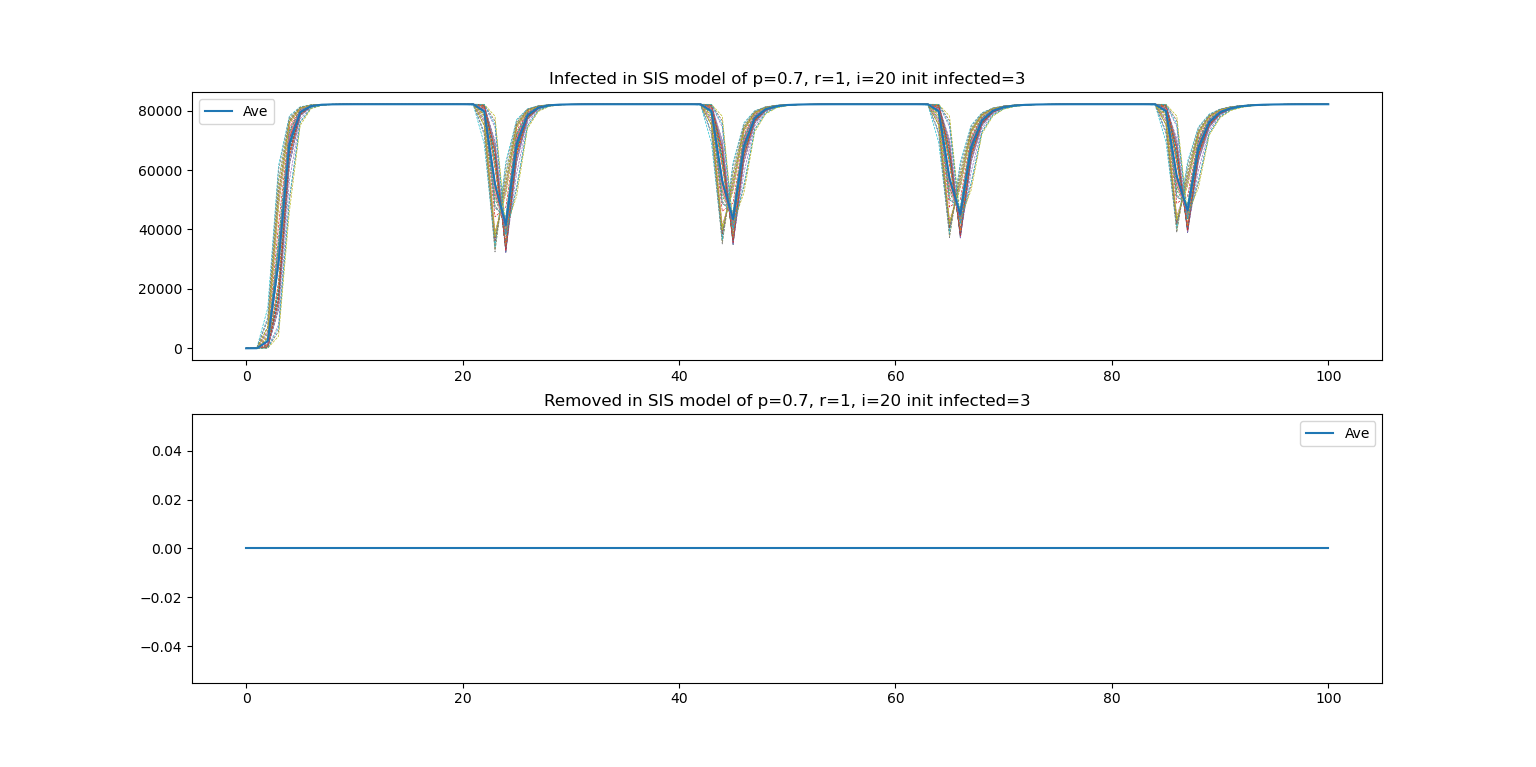 Infected in SIS model of p=0.7, r=1, i=20 init infected=3
Ave
80000
60000
40000
20000
0
0 20 40 60 80 100
Removed in SIS model of p=0.7, r=1, i=20 init infected=3
Ave
0.04
0.02
0.00
−0.02
−0.04
0 20 40 60 80 100